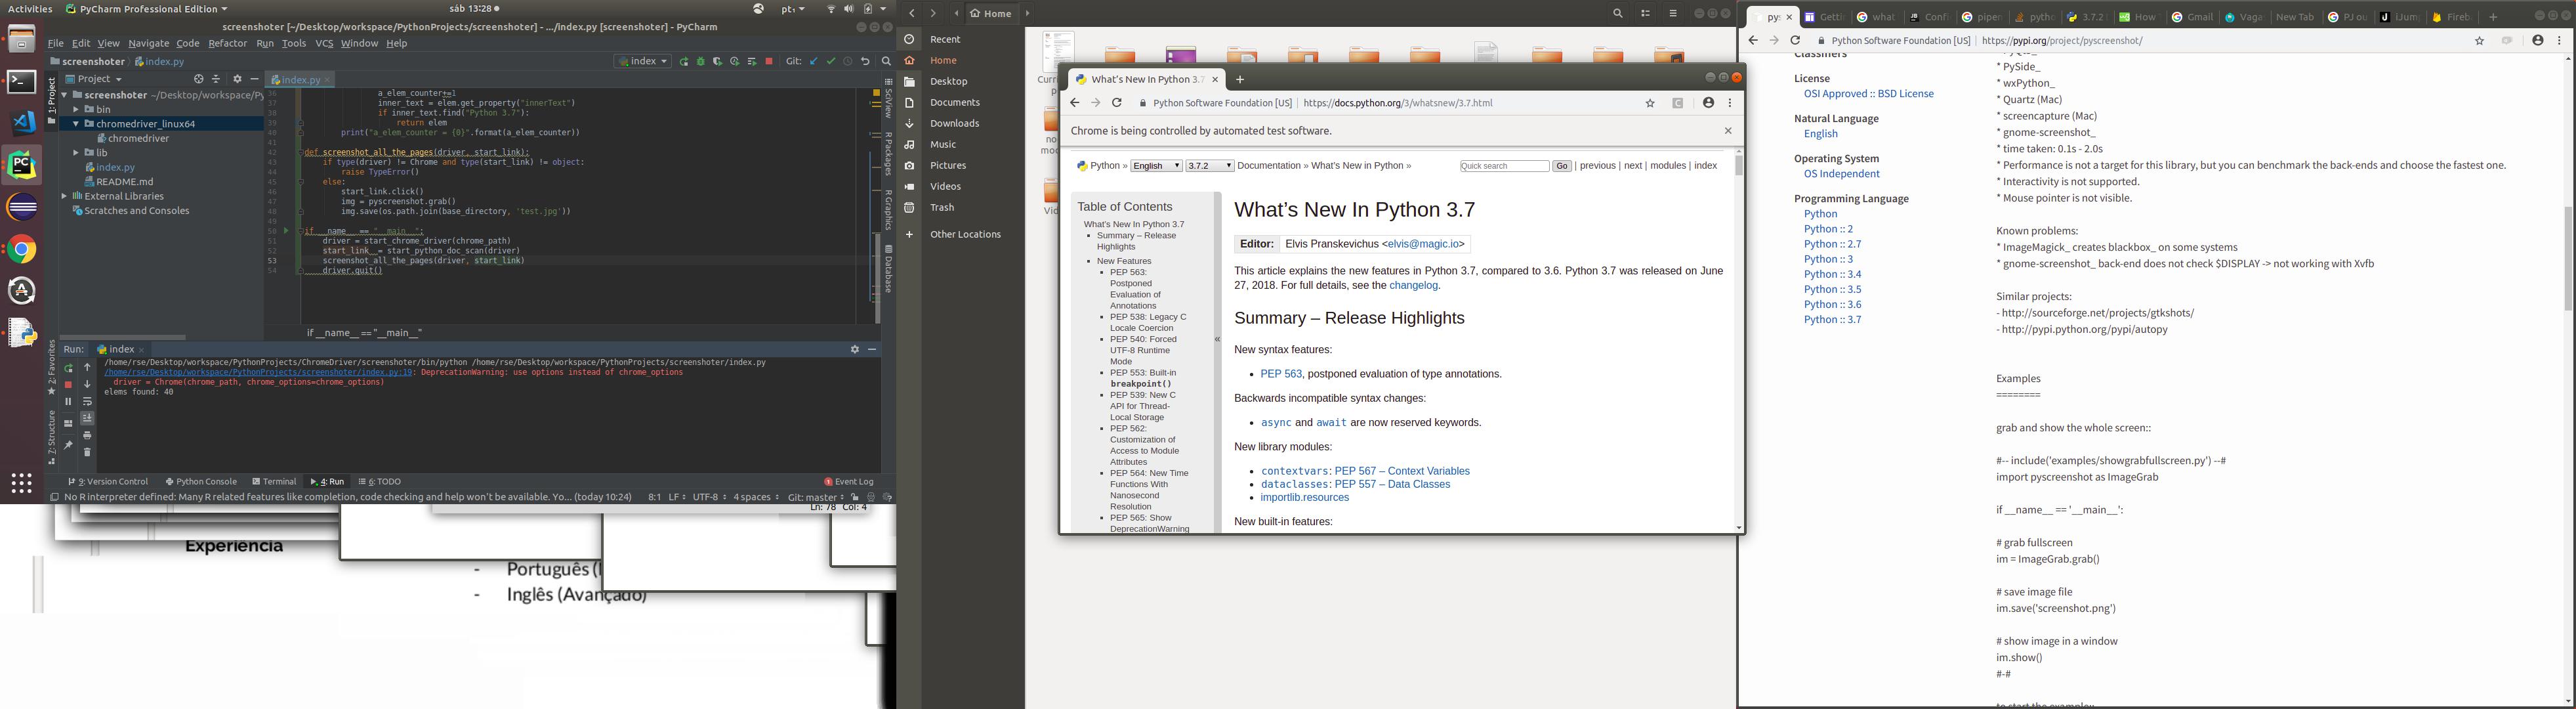 Activities
PyCharm Professional Edition
sáb 13:28
pt₁
screenshoter [~/Desktop/workspace/PythonProjects/screenshoter] - .../index.py [screenshoter] - PyCharm
File Edit View Navigate Code Refactor Run Tools VCS Window Help
screenshoter index.py
index
Git:
1: Project
Project
index.py
screenshoter ~/Desktop/workspace/Py
bin
chromedriver_linux64
chromedriver
lib
index.py
README.md
External Libraries
Scratches and Consoles
36 a_elem_counter+=1
37 inner_text = elem.get_property("innerText")
38 if inner_text.find("Python 3.7"):
39 return elem
40 print("a_elem_counter = {0}".format(a_elem_counter))
41
42 def screenshot_all_the_pages(driver, start_link):
43 if type(driver) != Chrome and type(start_link) != object:
44 raise TypeError()
45 else:
46 start_link.click()
47 img = pyscreenshot.grab()
48 img.save(os.path.join(base_directory, 'test.jpg'))
49
50 if __name__ == "__main__":
51 driver = start_chrome_driver(chrome_path)
52 start_link = start_python_doc_scan(driver)
53 screenshot_all_the_pages(driver, start_link)
54 driver.quit()
if __name__ == "__main__"
SciView
R Packages
R Graphics
Database
2: Favorites
7: Structure
Run: index
/home/rse/Desktop/workspace/PythonProjects/ChromeDriver/screenshoter/bin/python /home/rse/Desktop/workspace/PythonProjects/screenshoter/index.py
/home/rse/Desktop/workspace/PythonProjects/screenshoter/index.py:19: DeprecationWarning: use options instead of chrome_options
driver = Chrome(chrome_path, chrome_options=chrome_options)
elems found: 40
9: Version Control Python Console Terminal 4: Run 6: TODO
1 Event Log
No R interpreter defined: Many R related features like completion, code checking and help won't be available. Yo... (today 10:24)
8:1 LF UTF-8 4 spaces Git: master
Ln: 78 Col: 4
Experiencia
- Português (
- Inglês (Avançado)
Home
Recent
Home
Desktop
Documents
Downloads
Music
Pictures
Videos
Trash
Other Locations
Curri
no
mod
Vid
What's New In Python 3.7
Python Software Foundation [US] | https://docs.python.org/3/whatsnew/3.7.html
Chrome is being controlled by automated test software.
Python » English 3.7.2 Documentation » What's New in Python »
Quick search Go | previous | next | modules | index
Table of Contents
What's New In Python 3.7
Summary – Release
Highlights
New Features
PEP 563:
Postponed
Evaluation of
Annotations
PEP 538: Legacy C
Locale Coercion
PEP 540: Forced
UTF-8 Runtime
Mode
PEP 553: Built-in
breakpoint()
PEP 539: New C
API for Thread-
Local Storage
PEP 562:
Customization of
Access to Module
Attributes
PEP 564: New Time
Functions With
Nanosecond
Resolution
PEP 565: Show
DeprecationWarning
«
What's New In Python 3.7
Editor: Elvis Pranskevichus <elvis@magic.io>
This article explains the new features in Python 3.7, compared to 3.6. Python 3.7 was released on June
27, 2018. For full details, see the changelog.
Summary – Release Highlights
New syntax features:
• PEP 563, postponed evaluation of type annotations.
Backwards incompatible syntax changes:
• async and await are now reserved keywords.
New library modules:
• contextvars: PEP 567 – Context Variables
• dataclasses: PEP 557 – Data Classes
• importlib.resources
New built-in features:
pys Getti what Confi piper pytho 3.7.2 How Gmail Vaga New Tab PJ ou IJum Fireb
Python Software Foundation [US] | https://pypi.org/project/pyscreenshot/
Classifiers
License
OSI Approved :: BSD License
Natural Language
English
Operating System
OS Independent
Programming Language
Python
Python :: 2
Python :: 2.7
Python :: 3
Python :: 3.4
Python :: 3.5
Python :: 3.6
Python :: 3.7
* PySide_
* wxPython_
* Quartz (Mac)
* screencapture (Mac)
* gnome-screenshot_
* time taken: 0.1s - 2.0s
* Performance is not a target for this library, but you can benchmark the back-ends and choose the fastest one.
* Interactivity is not supported.
* Mouse pointer is not visible.
Known problems:
* ImageMagick_ creates blackbox_ on some systems
* gnome-screenshot_ back-end does not check $DISPLAY -> not working with Xvfb
Similar projects:
- http://sourceforge.net/projects/gtkshots/
- http://pypi.python.org/pypi/autopy
Examples
========
grab and show the whole screen::
#-- include('examples/showgrabfullscreen.py') --#
import pyscreenshot as ImageGrab
if __name__ == '__main__':
# grab fullscreen
im = ImageGrab.grab()
# save image file
im.save('screenshot.png')
# show image in a window
im.show()
#-#
to start the example::